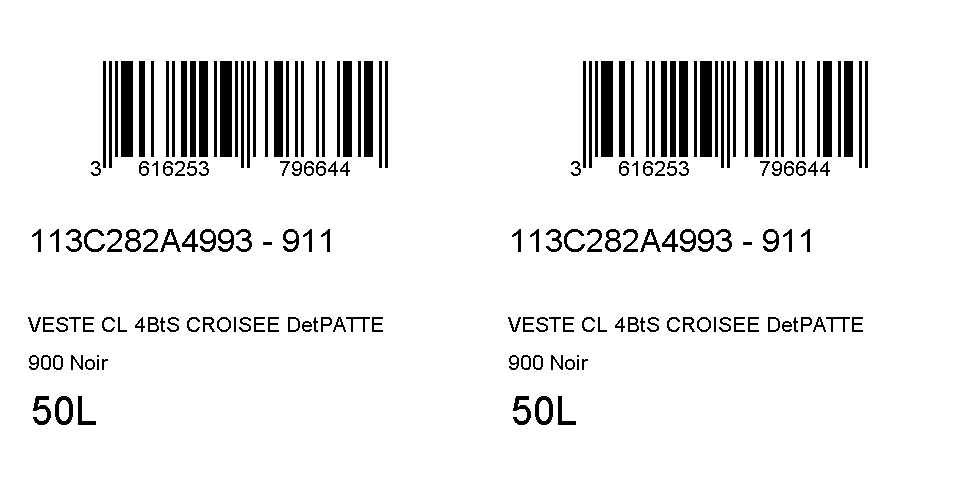 3 616253 796644
113C282A4993 - 911
VESTE CL 4BtS CROISEE DetPATTE
900 Noir
50L
3 616253 796644
113C282A4993 - 911
VESTE CL 4BtS CROISEE DetPATTE
900 Noir
50L